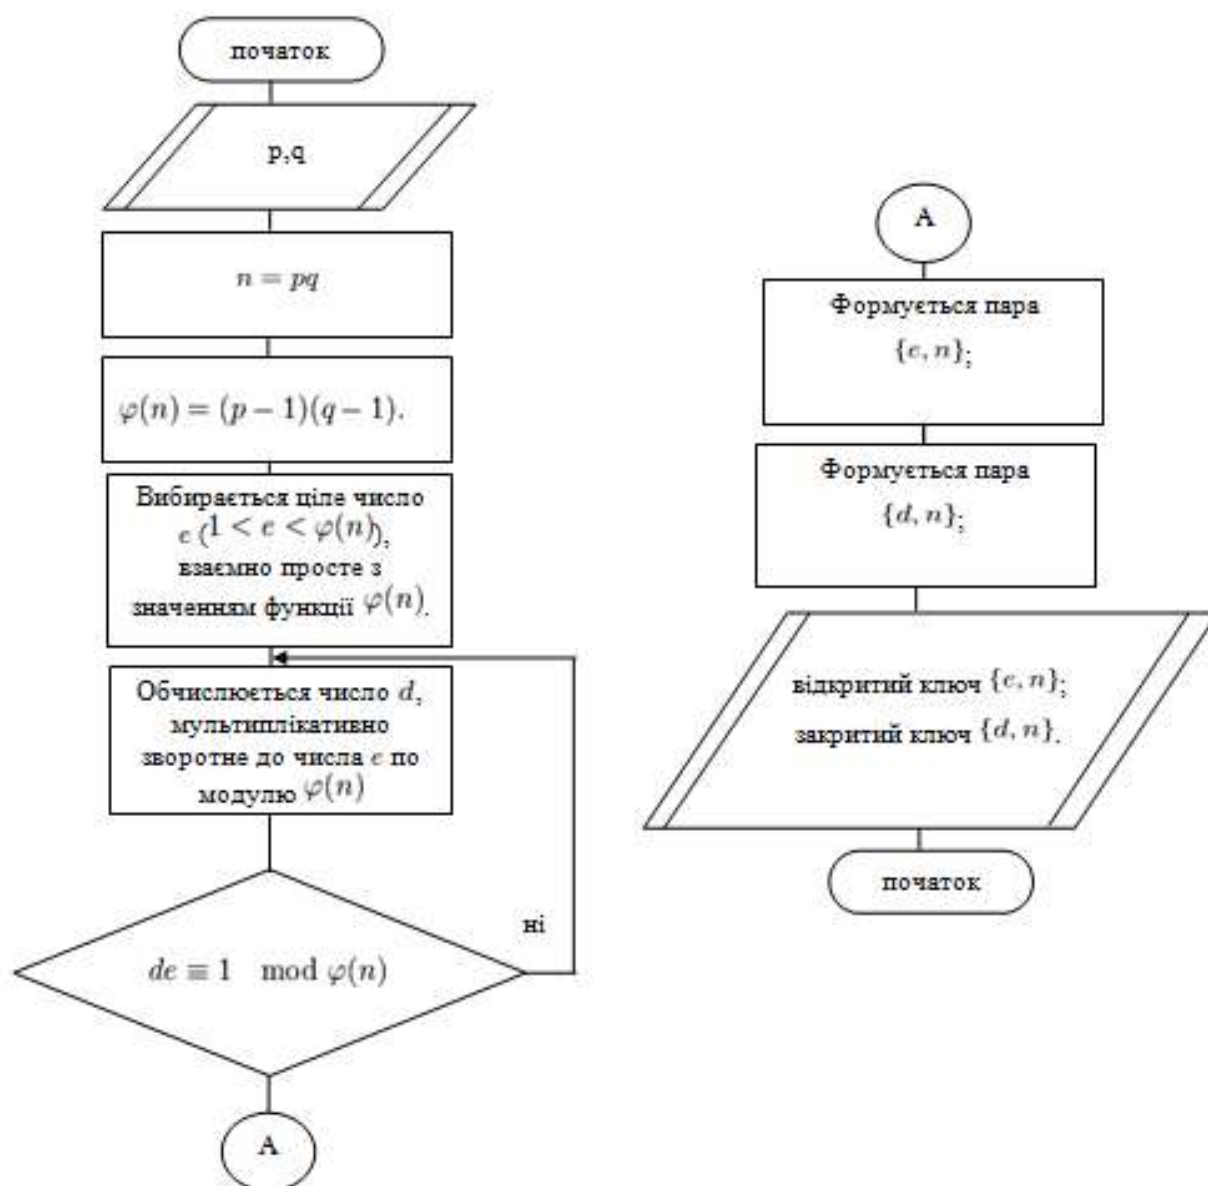 початок
p,q
n = pq
φ(n) = (p − 1)(q − 1).
Вибирається ціле число
e (1 < e < φ(n)),
взаємно просте з
значенням функції φ(n).
Обчислюється число d,
мультиплікативно
зворотне до числа e по
модулю φ(n)
ні
de ≡ 1 mod φ(n)
А
А
Формується пара
{e, n};
Формується пара
{d, n};
відкритий ключ {e, n};
закритий ключ {d, n}.
початок